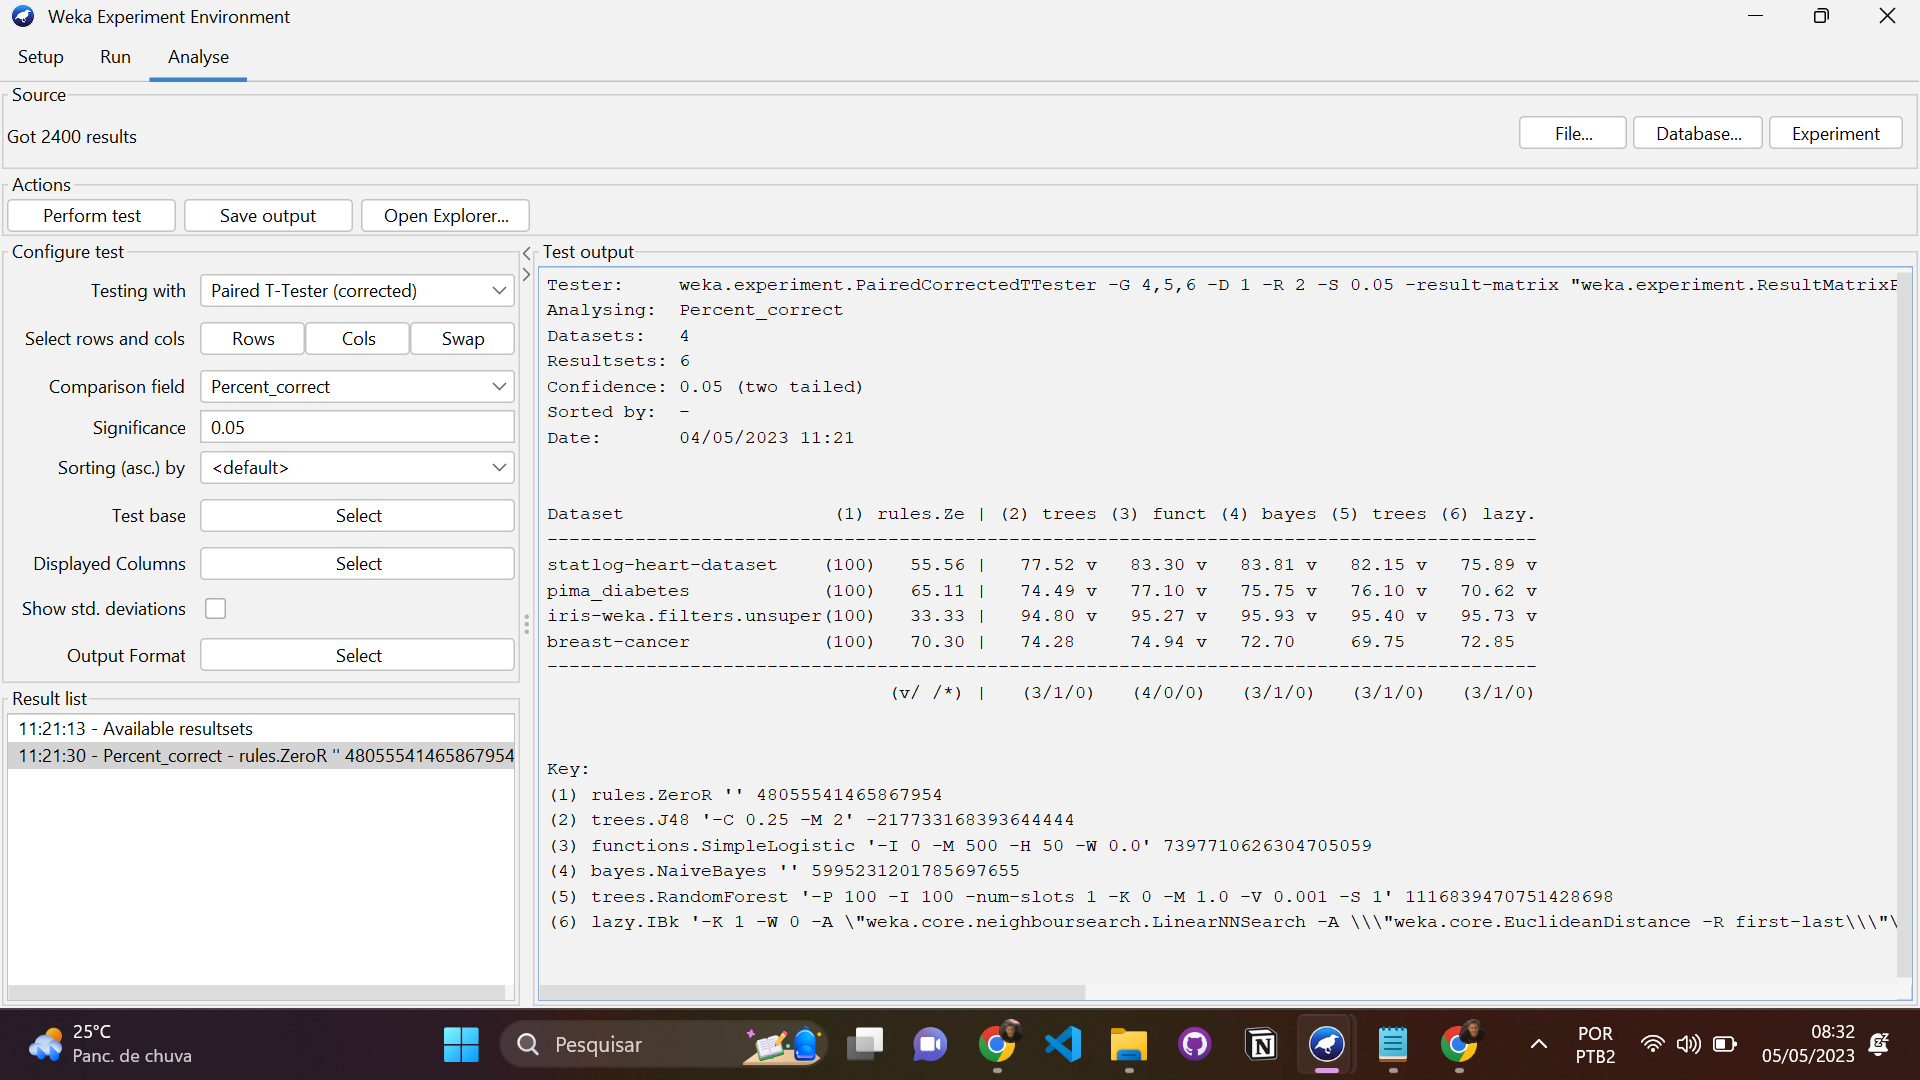 Weka Experiment Environment
Setup Run Analyse
Source
Got 2400 results
File... Database... Experiment
Actions
Perform test Save output Open Explorer...
Configure test
Testing with Paired T-Tester (corrected)
Select rows and cols Rows Cols Swap
Comparison field Percent_correct
Significance 0.05
Sorting (asc.) by <default>
Test base Select
Displayed Columns Select
Show std. deviations
Output Format Select
Result list
11:21:13 - Available resultsets
11:21:30 - Percent_correct - rules.ZeroR '' 48055541465867954
Test output
Tester: weka.experiment.PairedCorrectedTTester -G 4,5,6 -D 1 -R 2 -S 0.05 -result-matrix "weka.experiment.ResultMatrixP
Analysing: Percent_correct
Datasets: 4
Resultsets: 6
Confidence: 0.05 (two tailed)
Sorted by: -
Date: 04/05/2023 11:21
Dataset (1) rules.Ze | (2) trees (3) funct (4) bayes (5) trees (6) lazy.
------------------------------------------------------------------------------------------
statlog-heart-dataset (100) 55.56 | 77.52 v 83.30 v 83.81 v 82.15 v 75.89 v
pima_diabetes (100) 65.11 | 74.49 v 77.10 v 75.75 v 76.10 v 70.62 v
iris-weka.filters.unsuper(100) 33.33 | 94.80 v 95.27 v 95.93 v 95.40 v 95.73 v
breast-cancer (100) 70.30 | 74.28 74.94 v 72.70 69.75 72.85
------------------------------------------------------------------------------------------
(v/ /*) | (3/1/0) (4/0/0) (3/1/0) (3/1/0) (3/1/0)
Key:
(1) rules.ZeroR '' 48055541465867954
(2) trees.J48 '-C 0.25 -M 2' -217733168393644444
(3) functions.SimpleLogistic '-I 0 -M 500 -H 50 -W 0.0' 7397710626304705059
(4) bayes.NaiveBayes '' 5995231201785697655
(5) trees.RandomForest '-P 100 -I 100 -num-slots 1 -K 0 -M 1.0 -V 0.001 -S 1' 1116839470751428698
(6) lazy.IBk '-K 1 -W 0 -A \"weka.core.neighboursearch.LinearNNSearch -A \\\"weka.core.EuclideanDistance -R first-last\\\"\
25°C
Panc. de chuva
Pesquisar
POR
PTB2
08:32
05/05/2023